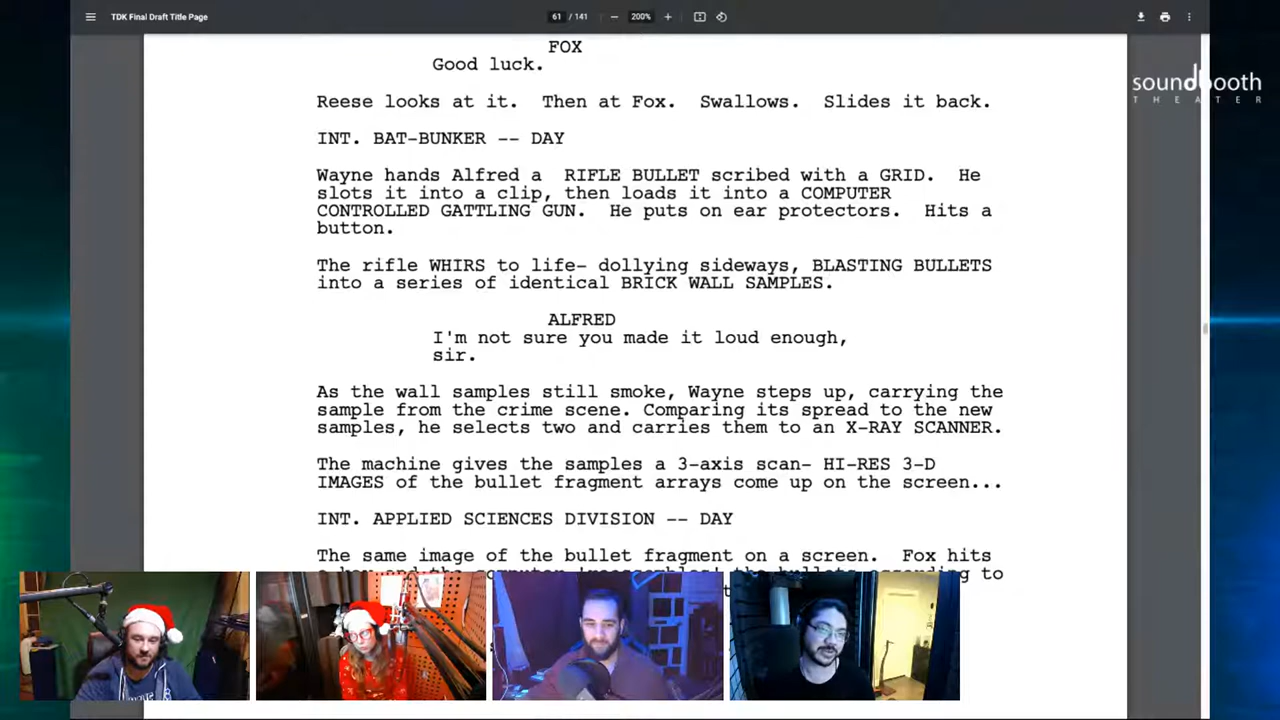 TDK Final Draft Title Page
61 / 141
200%
soundbooth
THEATER
FOX
Good luck.
Reese looks at it. Then at Fox. Swallows. Slides it back.
INT. BAT-BUNKER -- DAY
Wayne hands Alfred a RIFLE BULLET scribed with a GRID. He
slots it into a clip, then loads it into a COMPUTER
CONTROLLED GATTLING GUN. He puts on ear protectors. Hits a
button.
The rifle WHIRS to life- dollying sideways, BLASTING BULLETS
into a series of identical BRICK WALL SAMPLES.
ALFRED
I'm not sure you made it loud enough,
sir.
As the wall samples still smoke, Wayne steps up, carrying the
sample from the crime scene. Comparing its spread to the new
samples, he selects two and carries them to an X-RAY SCANNER.
The machine gives the samples a 3-axis scan- HI-RES 3-D
IMAGES of the bullet fragment arrays come up on the screen...
INT. APPLIED SCIENCES DIVISION -- DAY
The same image of the bullet fragment on a screen. Fox hits
to